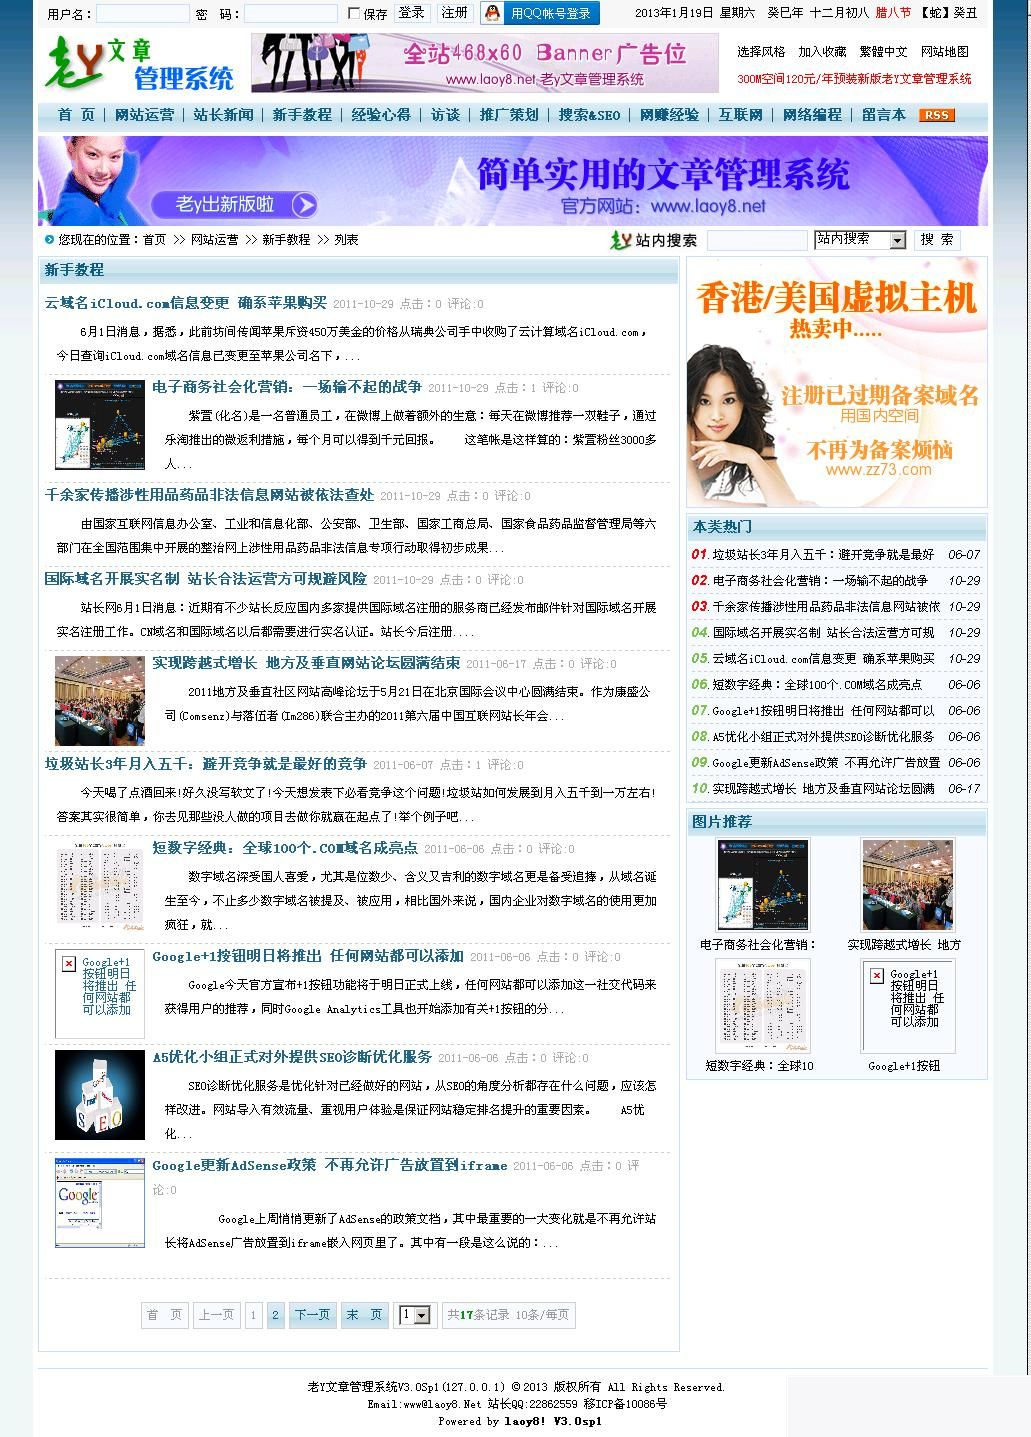 用户名： 密 码： 保存 登录 注册 用QQ帐号登录 2013年1月19日 星期六 癸巳年 十二月初八 腊八节 【蛇】癸丑
老Y文章管理系统
全站468x60 Banner广告位
www.laoy8.net 老Y文章管理系统
选择风格 加入收藏 繁體中文 网站地图
300M空间120元/年预装新版老Y文章管理系统
首 页 | 网站运营 | 站长新闻 | 新手教程 | 经验心得 | 访谈 | 推广策划 | 搜索&SEO | 网赚经验 | 互联网 | 网络编程 | 留言本 RSS
老y出新版啦
简单实用的文章管理系统
官方网站：www.laoy8.net
您现在的位置：首页 >> 网站运营 >> 新手教程 >> 列表
老Y站内搜索 站内搜索 搜 索
新手教程
云域名iCloud.com信息变更 确系苹果购买 2011-10-29 点击：0 评论:0
6月1日消息，据悉，此前坊间传闻苹果斥资450万美金的价格从瑞典公司手中收购了云计算域名iCloud.com，
今日查询iCloud.com域名信息已变更至苹果公司名下，...
电子商务社会化营销：一场输不起的战争 2011-10-29 点击：1 评论:0
紫萱(化名)是一名普通员工，在微博上做着额外的生意：每天在微博推荐一双鞋子，通过
乐淘推出的微返利措施，每个月可以得到千元回报。 这笔帐是这样算的：紫萱粉丝3000多
人...
千余家传播涉性用品药品非法信息网站被依法查处 2011-10-29 点击：0 评论:0
由国家互联网信息办公室、工业和信息化部、公安部、卫生部、国家工商总局、国家食品药品监督管理局等六
部门在全国范围集中开展的整治网上涉性用品药品非法信息专项行动取得初步成果...
国际域名开展实名制 站长合法运营方可规避风险 2011-10-29 点击：0 评论:0
站长网6月1日消息：近期有不少站长反应国内多家提供国际域名注册的服务商已经发布邮件针对国际域名开展
实名注册工作。CN域名和国际域名以后都需要进行实名认证。站长今后注册....
实现跨越式增长 地方及垂直网站论坛圆满结束 2011-06-17 点击：0 评论:0
2011地方及垂直社区网站高峰论坛于5月21日在北京国际会议中心圆满结束。作为康盛公
司(Comsenz)与落伍者(Im286)联合主办的2011第六届中国互联网站长年会...
垃圾站长3年月入五千：避开竞争就是最好的竞争 2011-06-07 点击：1 评论:0
今天喝了点酒回来!好久没写软文了!今天想发表下必看竞争这个问题!垃圾站如何发展到月入五千到一万左右!
答案其实很简单，你去见那些没人做的项目去做你就赢在起点了!举个例子吧...
短数字经典：全球100个.COM域名成亮点 2011-06-06 点击：0 评论:0
数字域名深受国人喜爱，尤其是位数少、含义又吉利的数字域名更是备受追捧，从域名诞
生至今，不止多少数字域名被提及、被应用，相比国外来说，国内企业对数字域名的使用更加
疯狂，就...
Google+1
按钮明日
将推出 任
何网站都
可以添加
Google+1按钮明日将推出 任何网站都可以添加 2011-06-06 点击：0 评论:0
Google今天官方宣布+1按钮功能将于明日正式上线，任何网站都可以添加这一社交代码来
获得用户的推荐，同时Google Analytics工具也开始添加有关+1按钮的分...
SEO
A5优化小组正式对外提供SEO诊断优化服务 2011-06-06 点击：0 评论:0
SEO诊断优化服务是优化针对已经做好的网站，从SEO的角度分析都存在什么问题，应该怎
样改进。网站导入有效流量、重视用户体验是保证网站稳定排名提升的重要因素。 A5优
化...
Google
Google更新AdSense政策 不再允许广告放置到iframe 2011-06-06 点击：0 评
论:0
Google上周悄悄更新了AdSense的政策文档，其中最重要的一大变化就是不再允许站
长将AdSense广告放置到iframe嵌入网页里了。其中有一段是这么说的：...
首 页 上一页 1 2 下一页 末 页 1 共17条记录 10条/每页
香港/美国虚拟主机
热卖中.....
注册已过期备案域名
用国内空间
不再为备案烦恼
www.zz73.com
本类热门
01.垃圾站长3年月入五千：避开竞争就是最好 06-07
02.电子商务社会化营销：一场输不起的战争 10-29
03.千余家传播涉性用品药品非法信息网站被依 10-29
04.国际域名开展实名制 站长合法运营方可规 10-29
05.云域名iCloud.com信息变更 确系苹果购买 10-29
06.短数字经典：全球100个.COM域名成亮点 06-06
07.Google+1按钮明日将推出 任何网站都可以 06-06
08.A5优化小组正式对外提供SEO诊断优化服务 06-06
09.Google更新AdSense政策 不再允许广告放置 06-06
10.实现跨越式增长 地方及垂直网站论坛圆满 06-17
图片推荐
电子商务社会化营销： 实现跨越式增长 地方
Google+1
按钮明日
将推出 任
何网站都
可以添加
短数字经典：全球10 Google+1按钮
老Y文章管理系统V3.0Sp1(127.0.0.1) ©2013 版权所有 All Rights Reserved.
Email:www@laoy8.Net 站长QQ:22862559 移ICP备10086号
Powered by laoy8! V3.0sp1